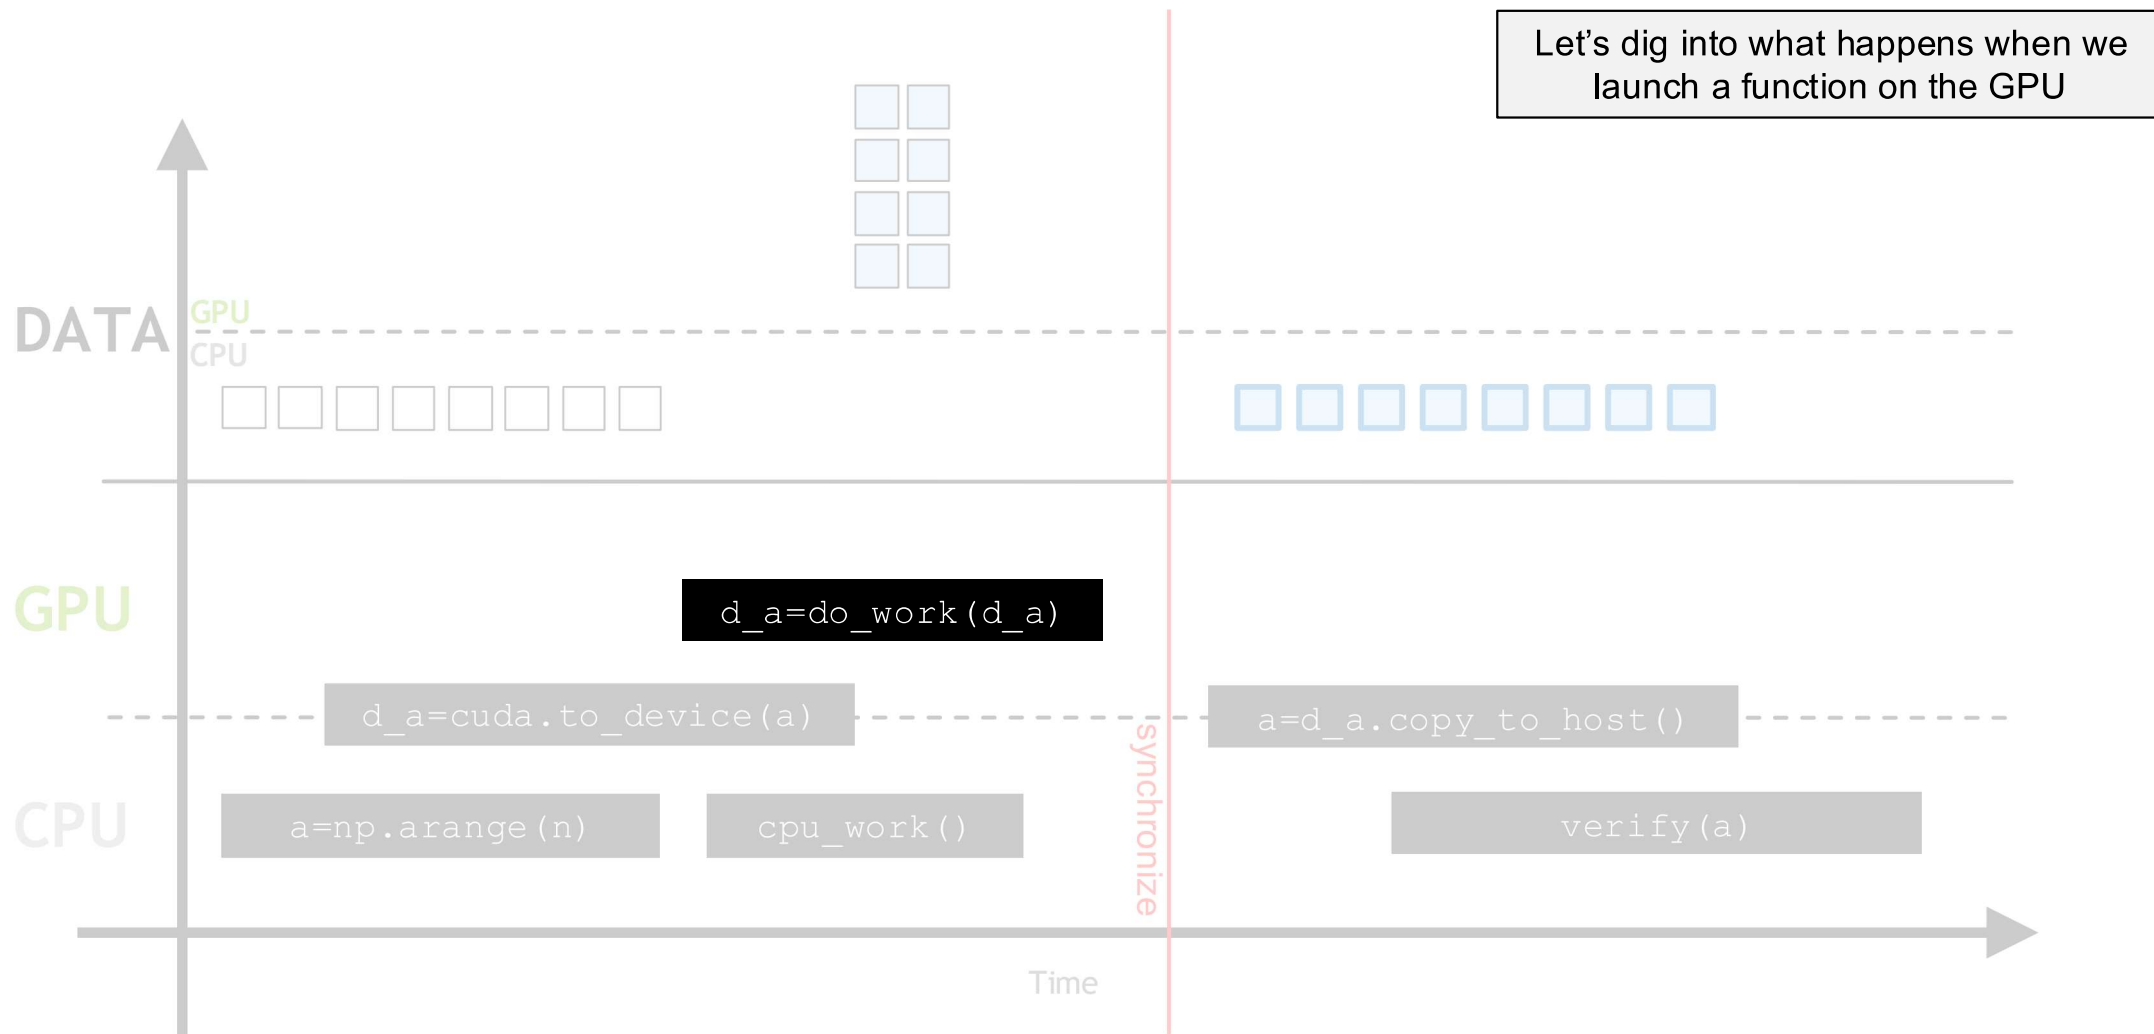 Let's dig into what happens when we
launch a function on the GPU
DATA
GPU
CPU
GPU
d_a=do_work(d_a)
d_a=cuda.to_device(a)
a=d_a.copy_to_host()
synchronize
CPU
a=np.arange(n)
cpu_work()
verify(a)
Time